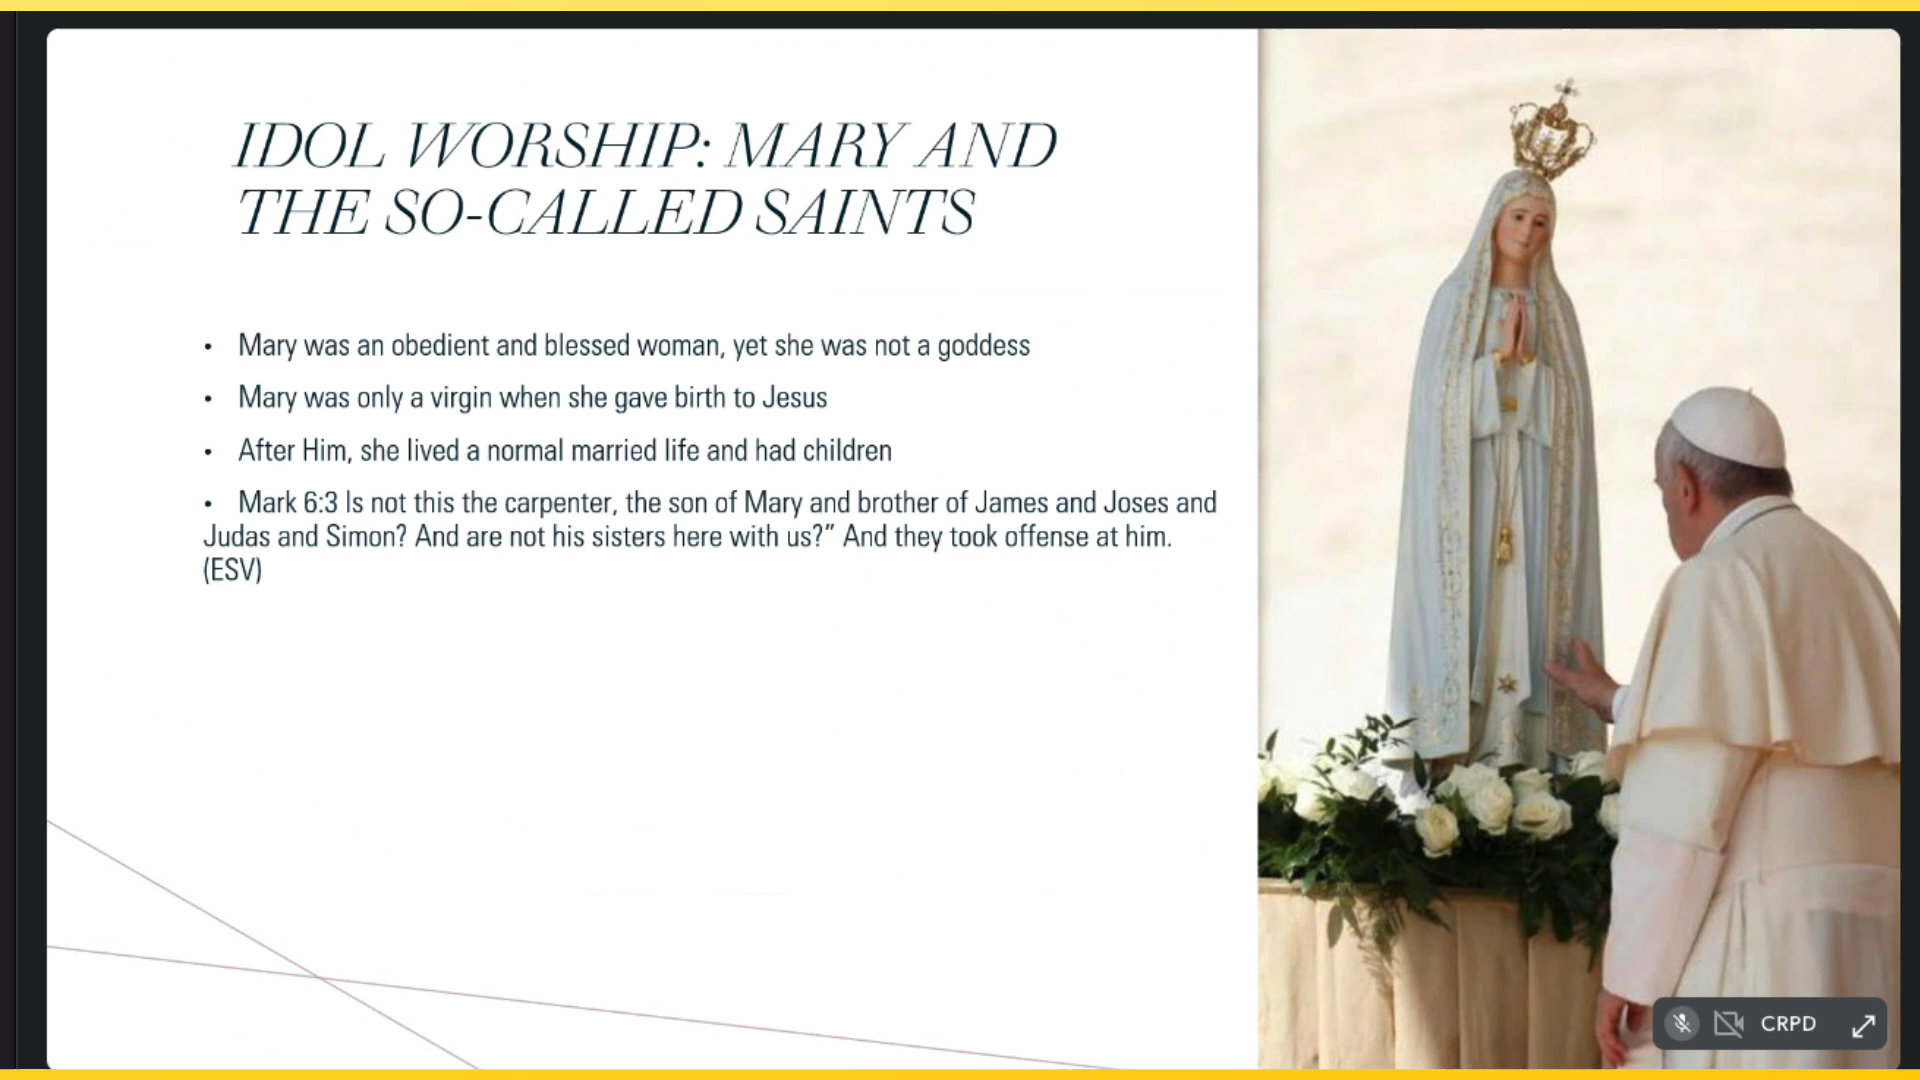 IDOL WORSHIP: MARY AND
THE SO-CALLED SAINTS
• Mary was an obedient and blessed woman, yet she was not a goddess
• Mary was only a virgin when she gave birth to Jesus
• After Him, she lived a normal married life and had children
• Mark 6:3 Is not this the carpenter, the son of Mary and brother of James and Joses and
Judas and Simon? And are not his sisters here with us?” And they took offense at him.
(ESV)
CRPD